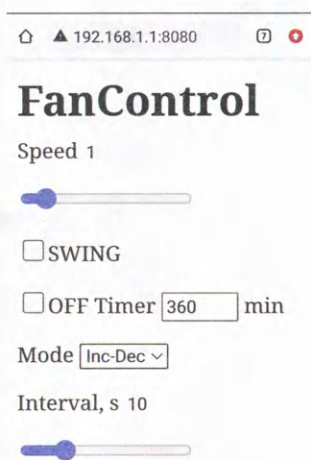 192.168.1.1:8080 7
FanControl
Speed 1
SWING
OFF Timer 360 min
Mode Inc-Dec
Interval, s 10